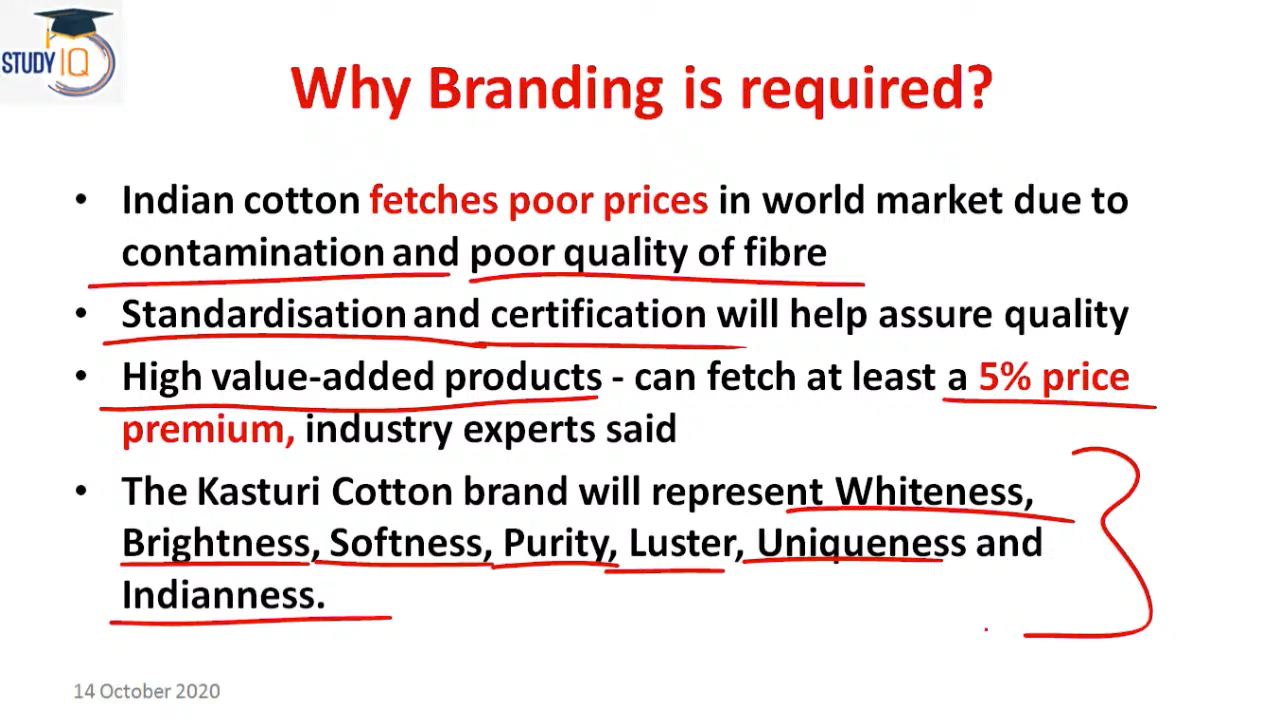 STUDY IQ
Why Branding is required?
• Indian cotton fetches poor prices in world market due to
contamination and poor quality of fibre
• Standardisation and certification will help assure quality
• High value-added products - can fetch at least a 5% price
premium, industry experts said
• The Kasturi Cotton brand will represent Whiteness,
Brightness, Softness, Purity, Luster, Uniqueness and
Indianness.
14 October 2020